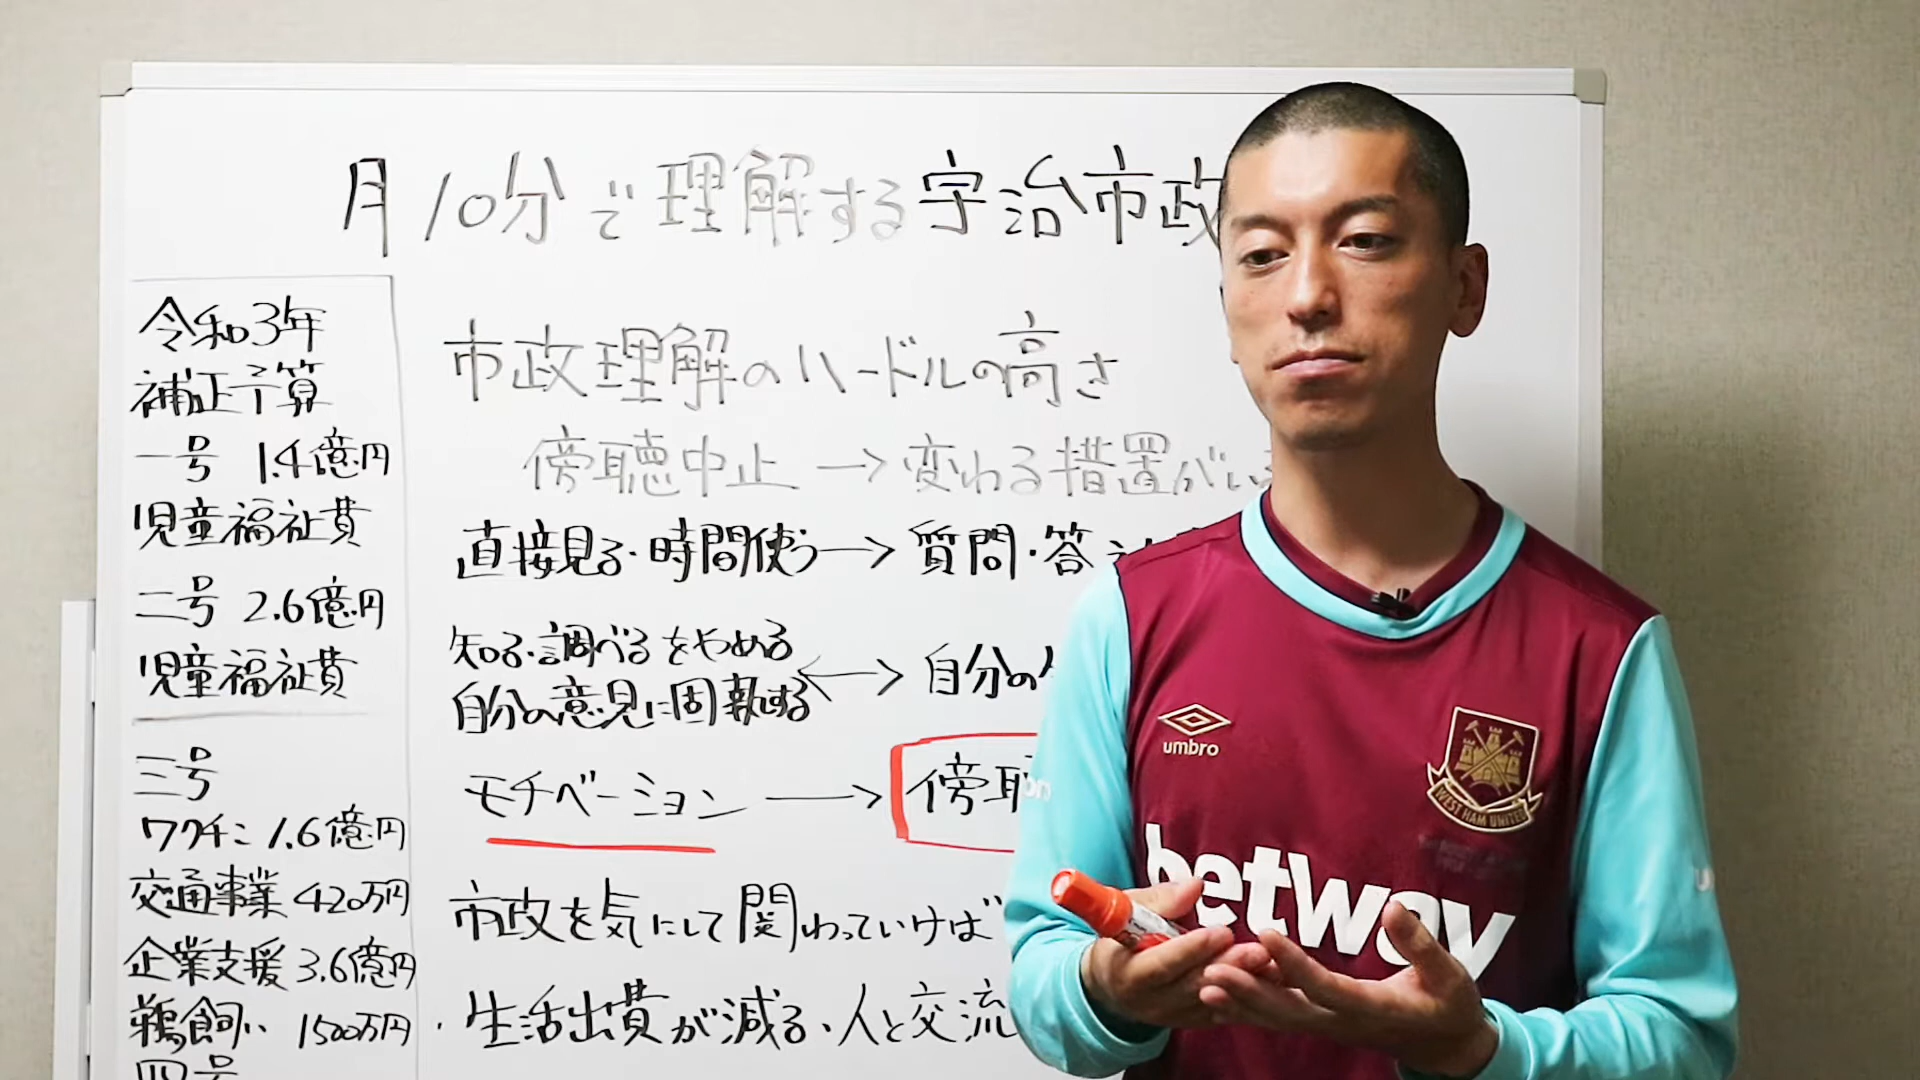 月10分で理解する宇治市政
令和3年
補正予算
一号 1.4億円
児童福祉費
二号 2.6億円
児童福祉費
三号
ワクチン 1.6億円
交通事業 420万円
企業支援 3.6億円
鵜飼い 1500万円
四号
市政理解のハードルの高さ
傍聴中止→変わる措置がいる
直接見る・時間使う→質問・答
知る・調べるをやめる
自分の意見に固執する ←→ 自分の
モチベーション → 傍聴
市政を気にして関わっていけば
・生活出費が減る、人と交流
umbro
WEST HAM UNITED
betway